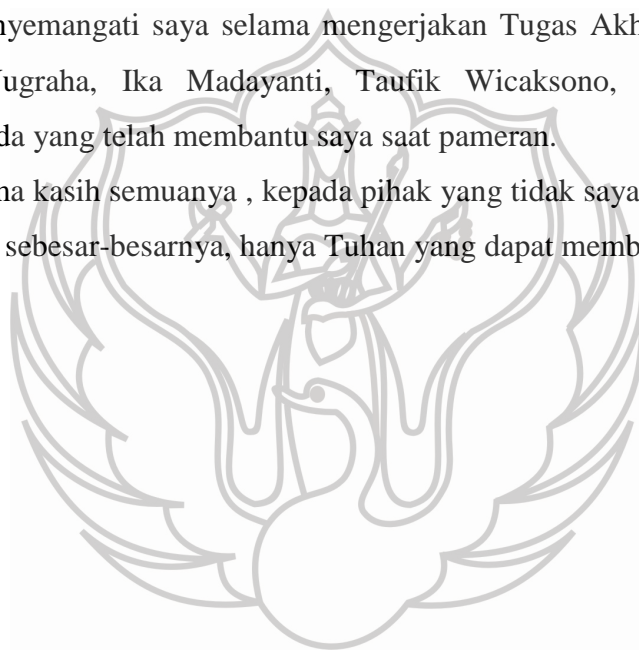 nyemangati saya selama mengerjakan Tugas Akh
ugraha, Ika Madayanti, Taufik Wicaksono,
da yang telah membantu saya saat pameran.
na kasih semuanya , kepada pihak yang tidak saya
sebesar-besarnya, hanya Tuhan yang dapat memb